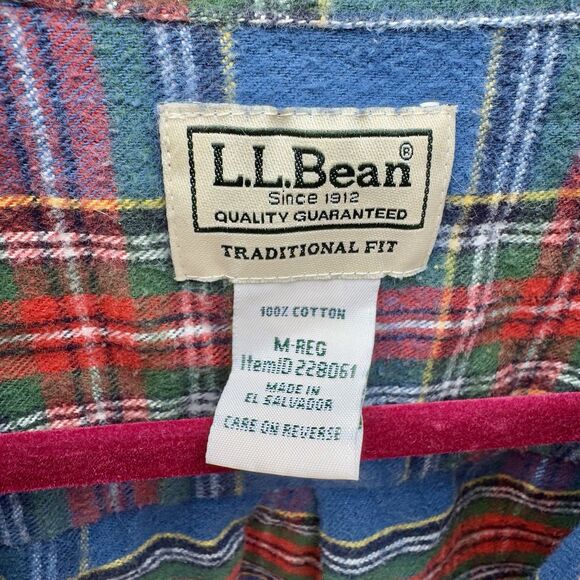 L.L.Bean®
Since 1912
QUALITY GUARANTEED
TRADITIONAL FIT
100% COTTON
M-REG
ItemID 228061
MADE IN
EL SALVADOR
CARE ON REVERSE